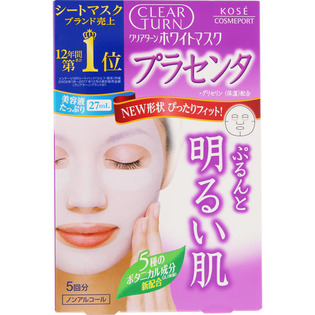 シートマスク
ブランド売上
12年間
第1位
CLEAR
TURN
KOSÉ
COSMEPORT
クリアターンホワイトマスク
プラセンタ
・グリセリン(保湿)配合
美容液
たっぷり
27mL
NEW形状 ぴったりフィット!
ぷるんと
明るい肌
5種の
ボタニカル成分
新配合
5回分
ノンアルコール